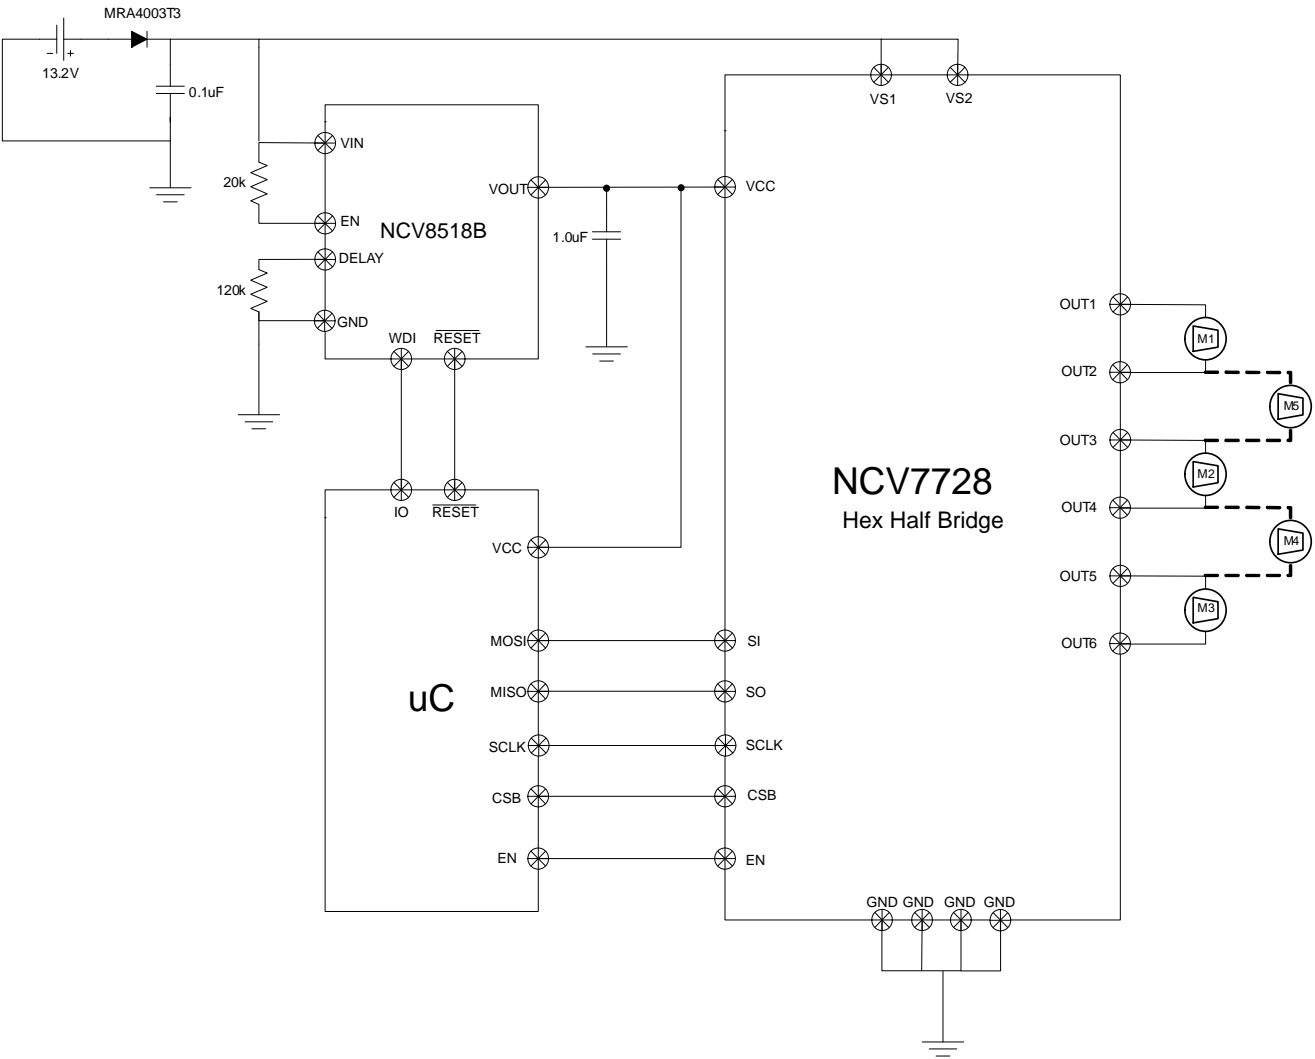 MRA4003T3
− +
13.2V
0.1uF
VS1
VS2
VIN
20k
VOUT
VCC
EN
NCV8518B
1.0uF
DELAY
120k
GND
WDI
RESET
OUT1
M1
OUT2
M5
OUT3
M2
NCV7728
Hex Half Bridge
IO
RESET
OUT4
VCC
M4
OUT5
M3
MOSI
SI
OUT6
uC
MISO
SO
SCLK
SCLK
CSB
CSB
EN
EN
GND GND GND GND